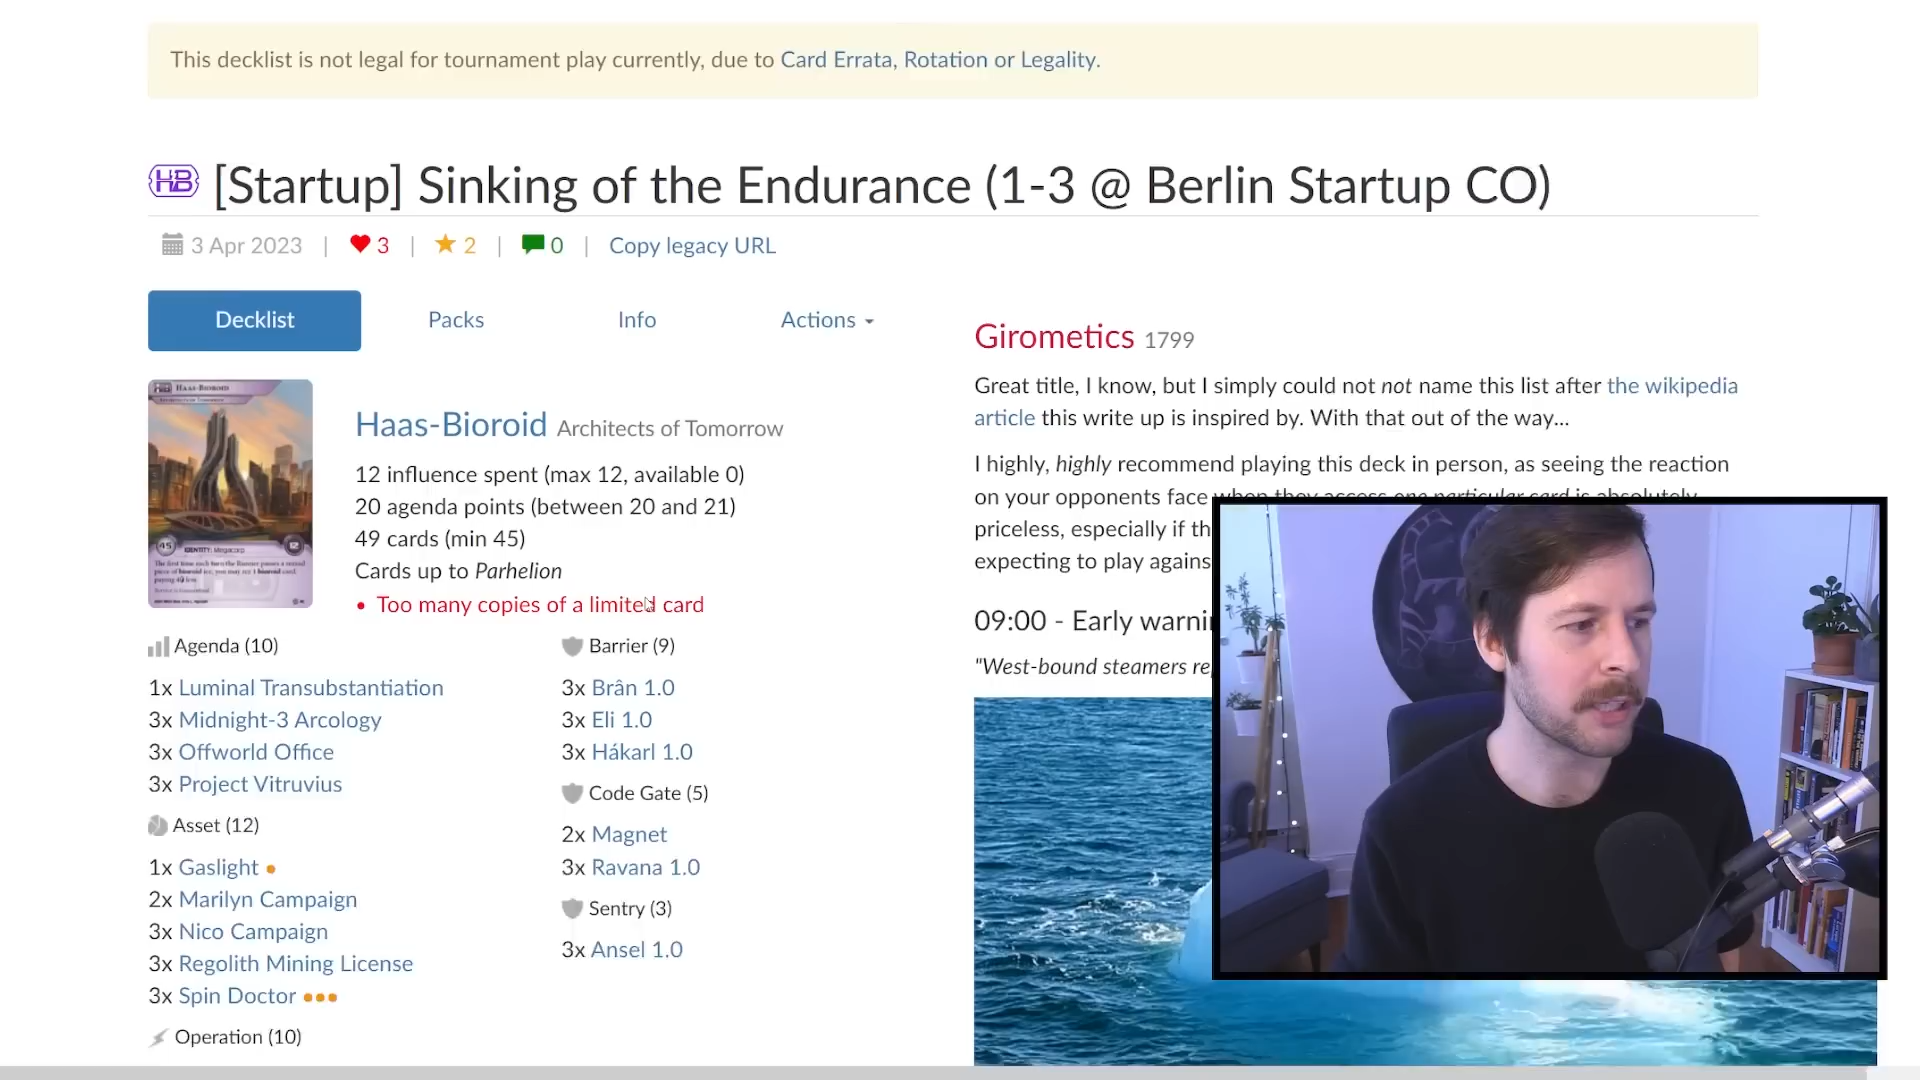 This decklist is not legal for tournament play currently, due to Card Errata, Rotation or Legality.
HB [Startup] Sinking of the Endurance (1-3 @ Berlin Startup CO)
3 Apr 2023 | 3 | 2 | 0 | Copy legacy URL
Decklist Packs Info Actions
Haas-Bioroid Architects of Tomorrow
12 influence spent (max 12, available 0)
20 agenda points (between 20 and 21)
49 cards (min 45)
Cards up to Parhelion
• Too many copies of a limited card
Agenda (10)
1x Luminal Transubstantiation
3x Midnight-3 Arcology
3x Offworld Office
3x Project Vitruvius
Asset (12)
1x Gaslight
2x Marilyn Campaign
3x Nico Campaign
3x Regolith Mining License
3x Spin Doctor
Operation (10)
Barrier (9)
3x Brân 1.0
3x Eli 1.0
3x Hákarl 1.0
Code Gate (5)
2x Magnet
3x Ravana 1.0
Sentry (3)
3x Ansel 1.0
Girometics 1799
Great title, I know, but I simply could not not name this list after the wikipedia
article this write up is inspired by. With that out of the way...
I highly, highly recommend playing this deck in person, as seeing the reaction
on your opponents face when they access one particular card is absolutely
priceless, especially if
expecting to play
09:00 - Early
"West-bound steamers